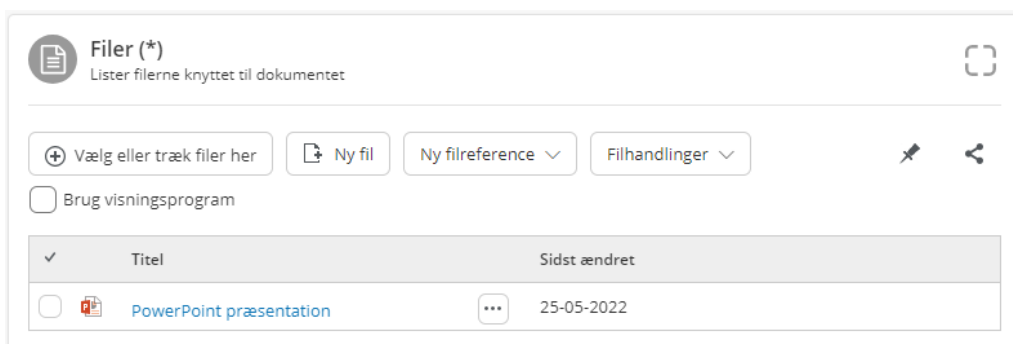 Filer (*)
Lister filerne knyttet til dokumentet
Vælg eller træk filer her Ny fil Ny filreference Filhandlinger
Brug visningsprogram
Titel Sidst ændret
PowerPoint præsentation ... 25-05-2022